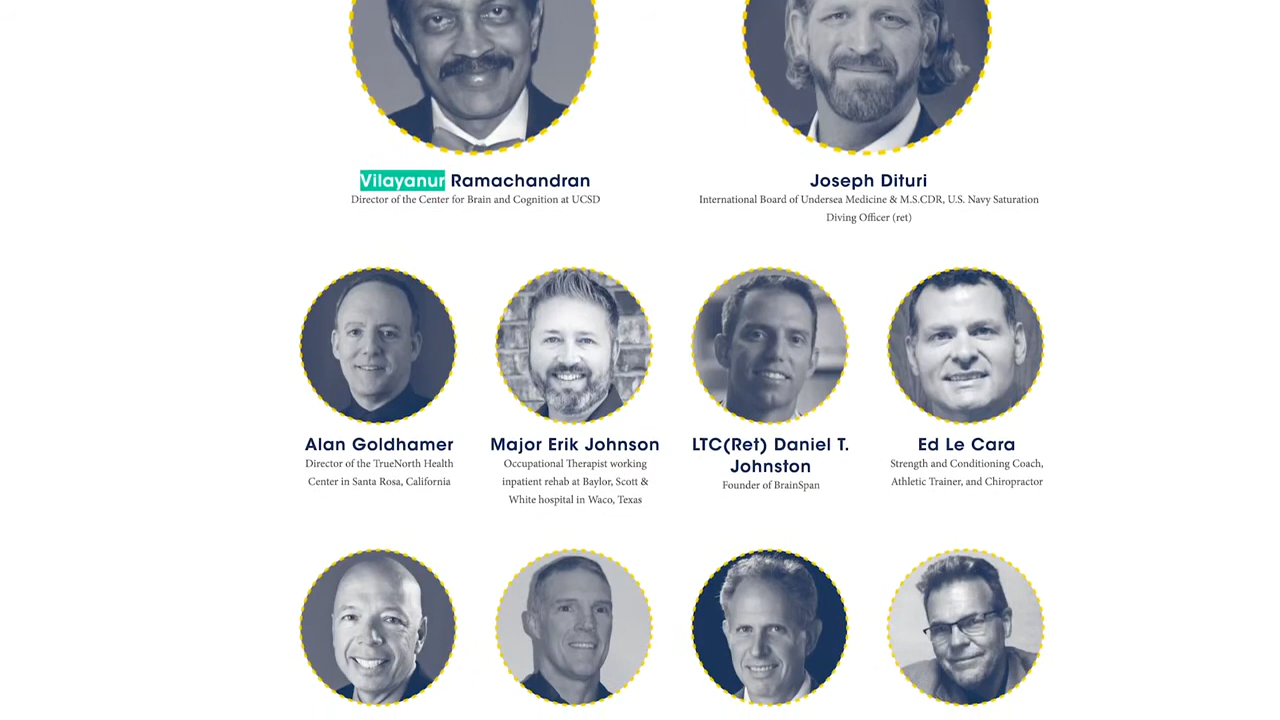 Vilayanur Ramachandran
Director of the Center for Brain and Cognition at UCSD
Joseph Dituri
International Board of Undersea Medicine & M.S.CDR, U.S. Navy Saturation
Diving Officer (ret)
Alan Goldhamer
Director of the TrueNorth Health
Center in Santa Rosa, California
Major Erik Johnson
Occupational Therapist working
inpatient rehab at Baylor, Scott &
White hospital in Waco, Texas
LTC(Ret) Daniel T.
Johnston
Founder of BrainSpan
Ed Le Cara
Strength and Conditioning Coach,
Athletic Trainer, and Chiropractor